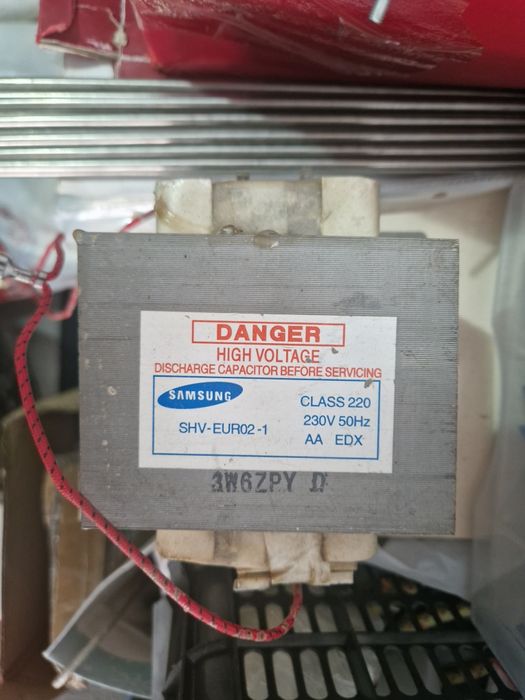 DANGER
HIGH VOLTAGE
DISCHARGE CAPACITOR BEFORE SERVICING
SAMSUNG
CLASS 220
SHV-EUR02-1
230V 50Hz
AA EDX
3W6ZPY D